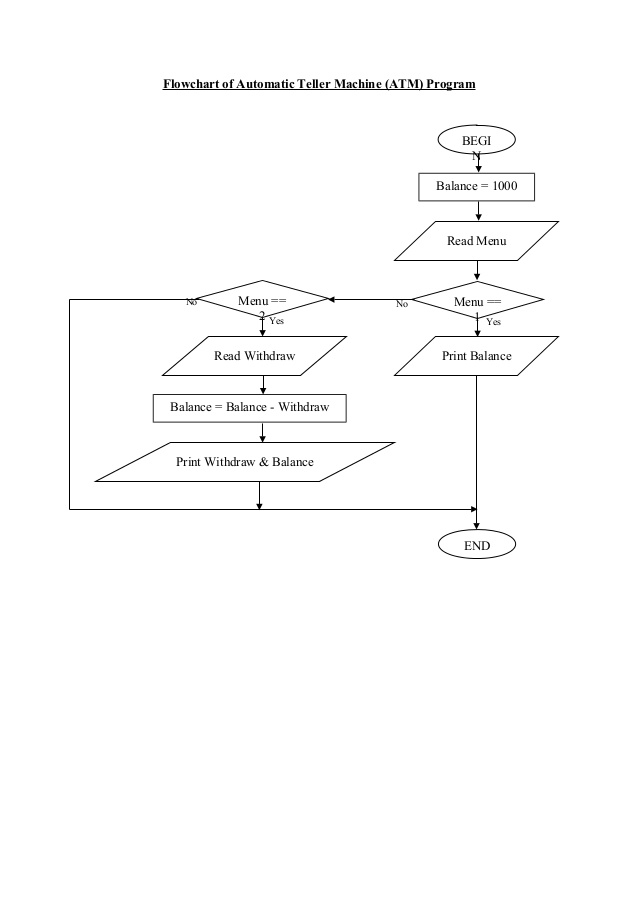 Flowchart of Automatic Teller Machine (ATM) Program
BEGI
N
Balance = 1000
Read Menu
Menu ==
1
No
Yes
Menu ==
2
No
Yes
Print Balance
Read Withdraw
Balance = Balance - Withdraw
Print Withdraw & Balance
END